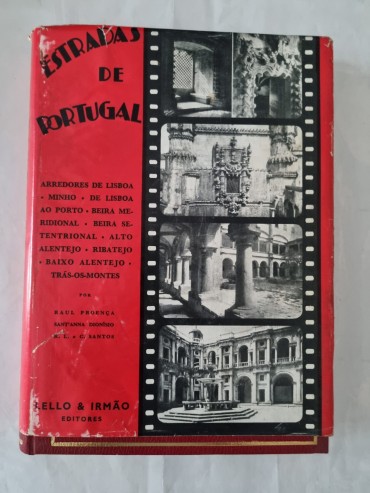 ESTRADAS
DE
PORTUGAL
ARREDORES DE LISBOA
• MINHO • DE LISBOA
AO PORTO • BEIRA ME-
RIDIONAL • BEIRA SE-
TENTRIONAL • ALTO
ALENTEJO • RIBATEJO
• BAIXO ALENTEJO •
TRÁS-OS-MONTES
POR
RAUL PROENÇA
SANT'ANNA DIONÍSIO
R. L. e C. SANTOS
LELLO & IRMÃO
EDITORES